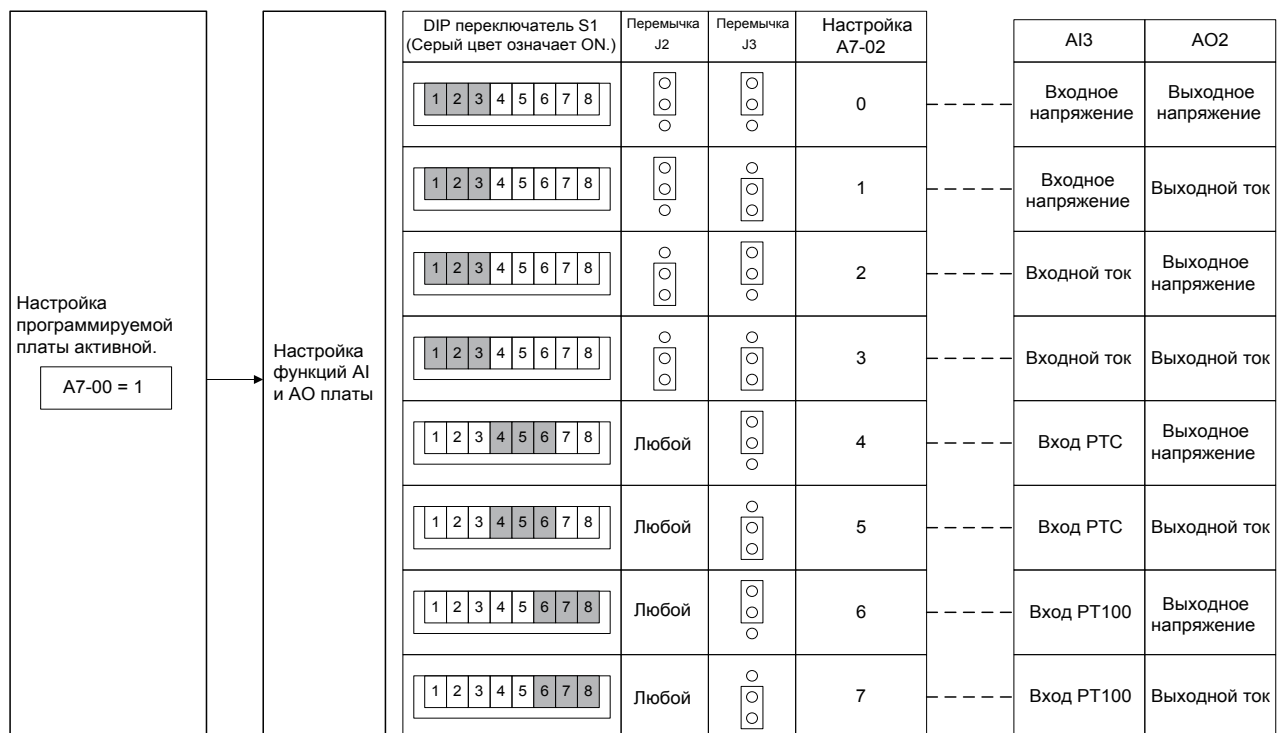 DIP переключатель S1
(Серый цвет означает ON.)
Перемычка
J2
Перемычка
J3
Настройка
A7-02
AI3
AO2
1 2 3 4 5 6 7 8
0
Входное
напряжение
Выходное
напряжение
1 2 3 4 5 6 7 8
1
Входное
напряжение
Выходной ток
1 2 3 4 5 6 7 8
2
Входной ток
Выходное
напряжение
Настройка
программируемой
платы активной.
A7-00 = 1
Настройка
функций AI
и AO платы
1 2 3 4 5 6 7 8
3
Входной ток
Выходной ток
1 2 3 4 5 6 7 8
Любой
4
Вход PTC
Выходное
напряжение
1 2 3 4 5 6 7 8
Любой
5
Вход PTC
Выходной ток
1 2 3 4 5 6 7 8
Любой
6
Вход PT100
Выходное
напряжение
1 2 3 4 5 6 7 8
Любой
7
Вход PT100
Выходной ток